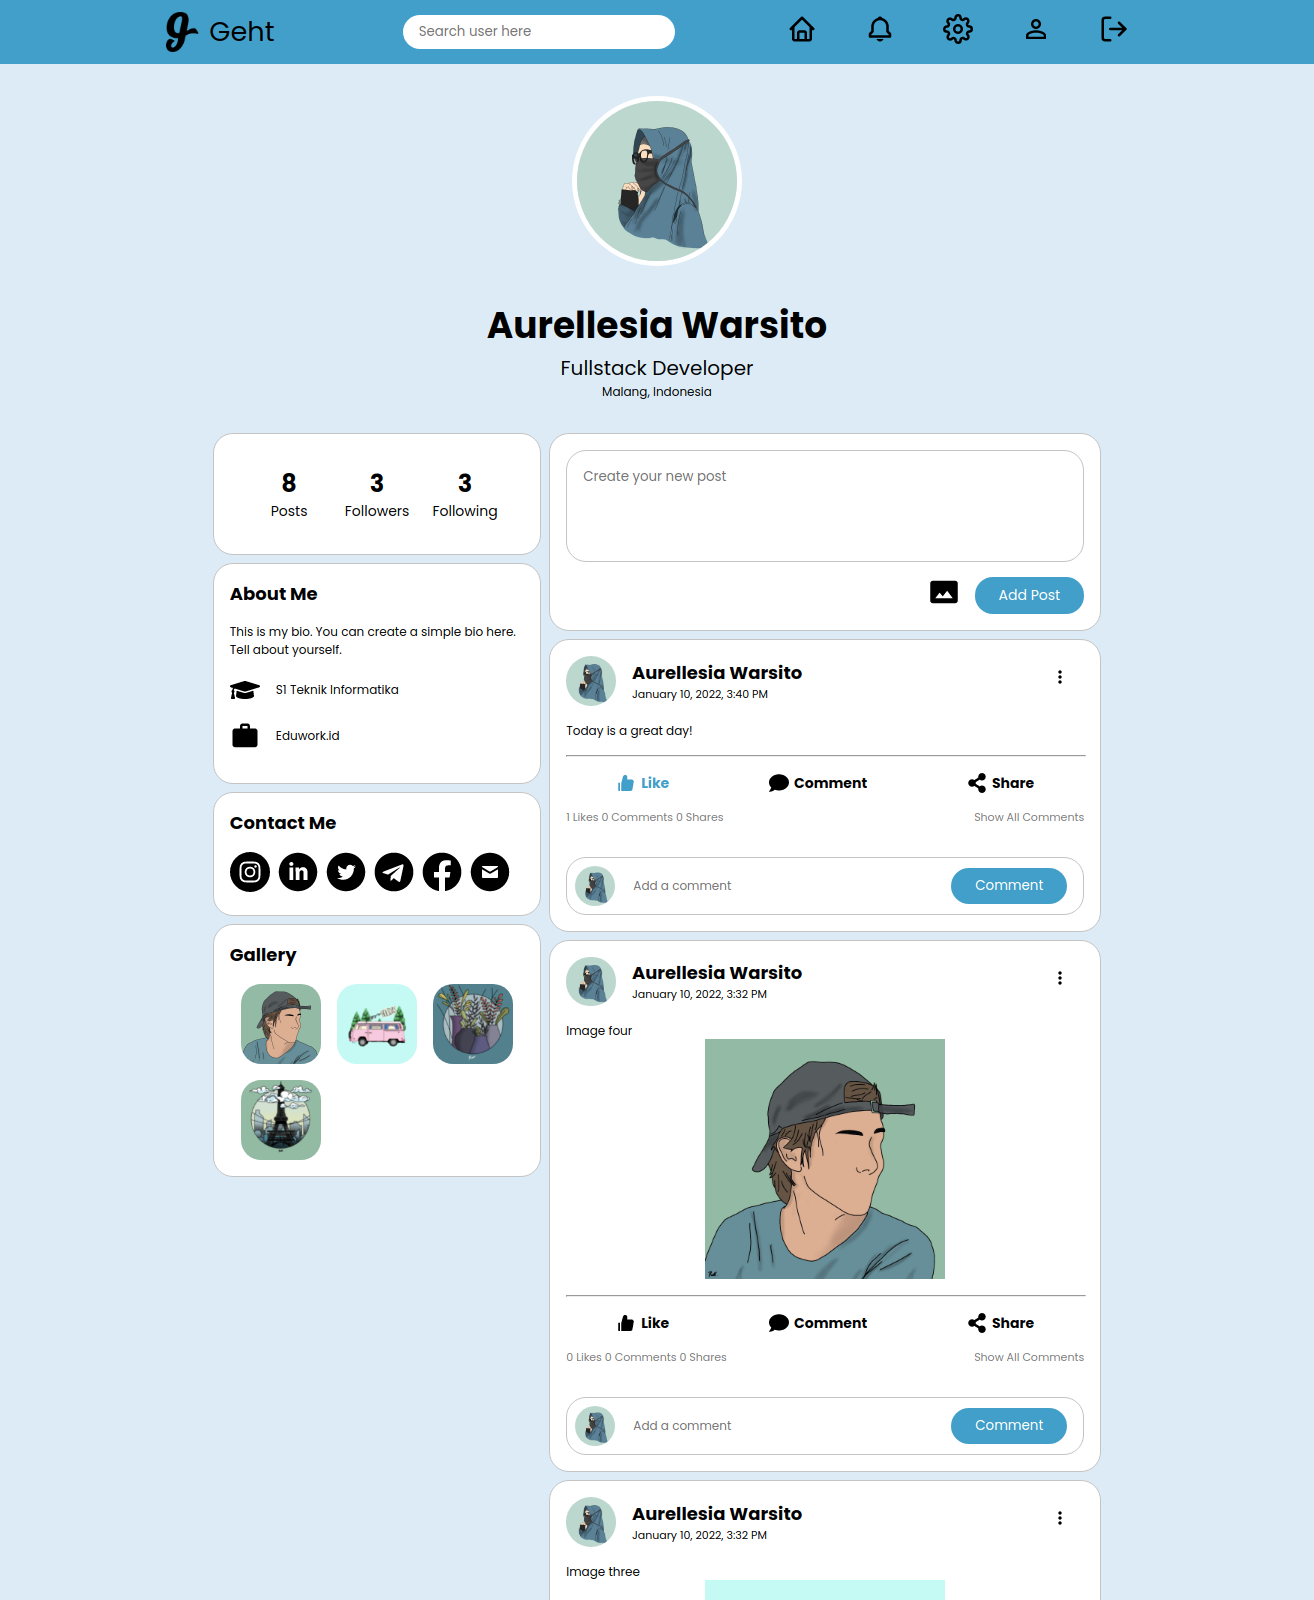 g Geht
Search user here
Aurellesia Warsito
Fullstack Developer
Malang, Indonesia
8
Posts
3
Followers
3
Following
About Me
This is my bio. You can create a simple bio here.
Tell about yourself.
S1 Teknik Informatika
Eduwork.id
Contact Me
in
Gallery
Create your new post
Add Post
Aurellesia Warsito
January 10, 2022, 3:40 PM
Today is a great day!
Like Comment Share
1 Likes 0 Comments 0 Shares Show All Comments
Add a comment Comment
Aurellesia Warsito
January 10, 2022, 3:32 PM
Image four
Like Comment Share
0 Likes 0 Comments 0 Shares Show All Comments
Add a comment Comment
Aurellesia Warsito
January 10, 2022, 3:32 PM
Image three